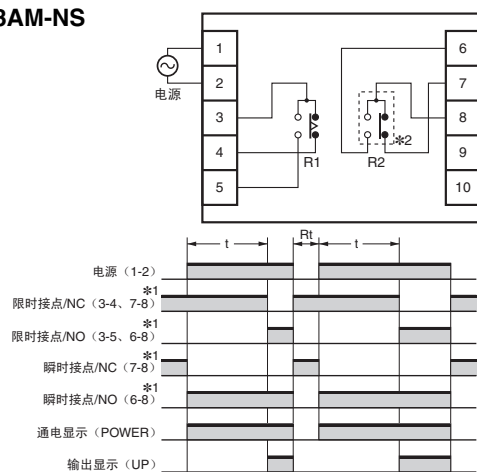 BAM-NS
1
2
3
4
5
电源
R1
R2
*2
6
7
8
9
10
t
Rt
t
电源（1-2）
*1
限时接点/NC（3-4、7-8）
*1
限时接点/NO（3-5、6-8）
*1
瞬时接点/NC（7-8）
*1
瞬时接点/NO（6-8）
通电显示（POWER）
输出显示（UP）